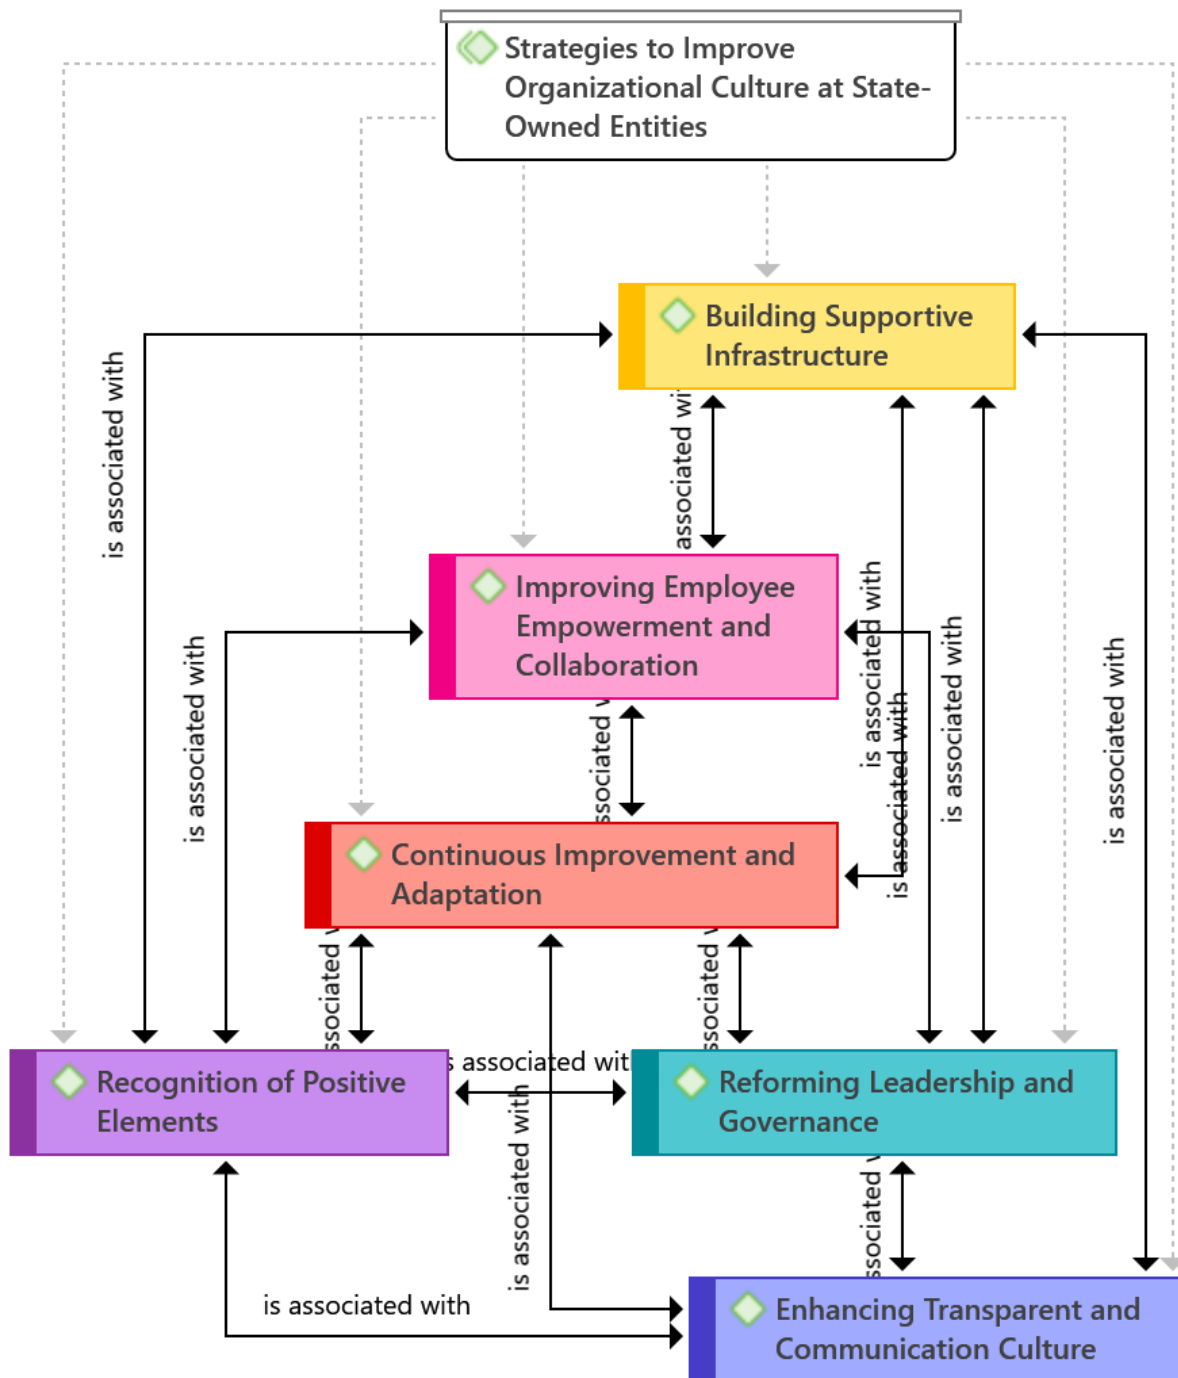 Strategies to Improve
Organizational Culture at State-
Owned Entities
Building Supportive
Infrastructure
is associated with
associated
Improving Employee
Empowerment and
Collaboration
is associated with
is associated with
is associated with
is associated with
is associated with
Continuous Improvement and
Adaptation
associated with
Recognition of Positive
Elements
Reforming Leadership and
Governance
is associated with
is associated with
Enhancing Transparent and
Communication Culture